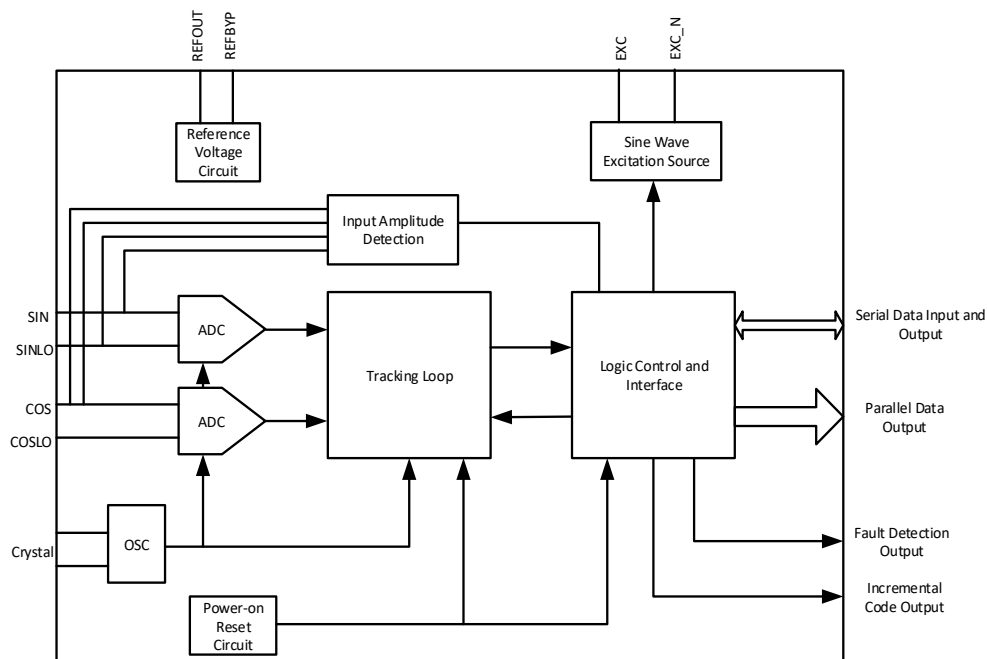 REFOUT
REFBYP
EXC
EXC_N
Reference
Voltage
Circuit
Sine Wave
Excitation Source
Input Amplitude
Detection
SIN
SINLO
ADC
Tracking Loop
Logic Control and
Interface
Serial Data Input and
Output
COS
COSLO
ADC
Parallel Data
Output
Crystal
OSC
Fault Detection
Output
Power-on
Reset
Circuit
Incremental
Code Output